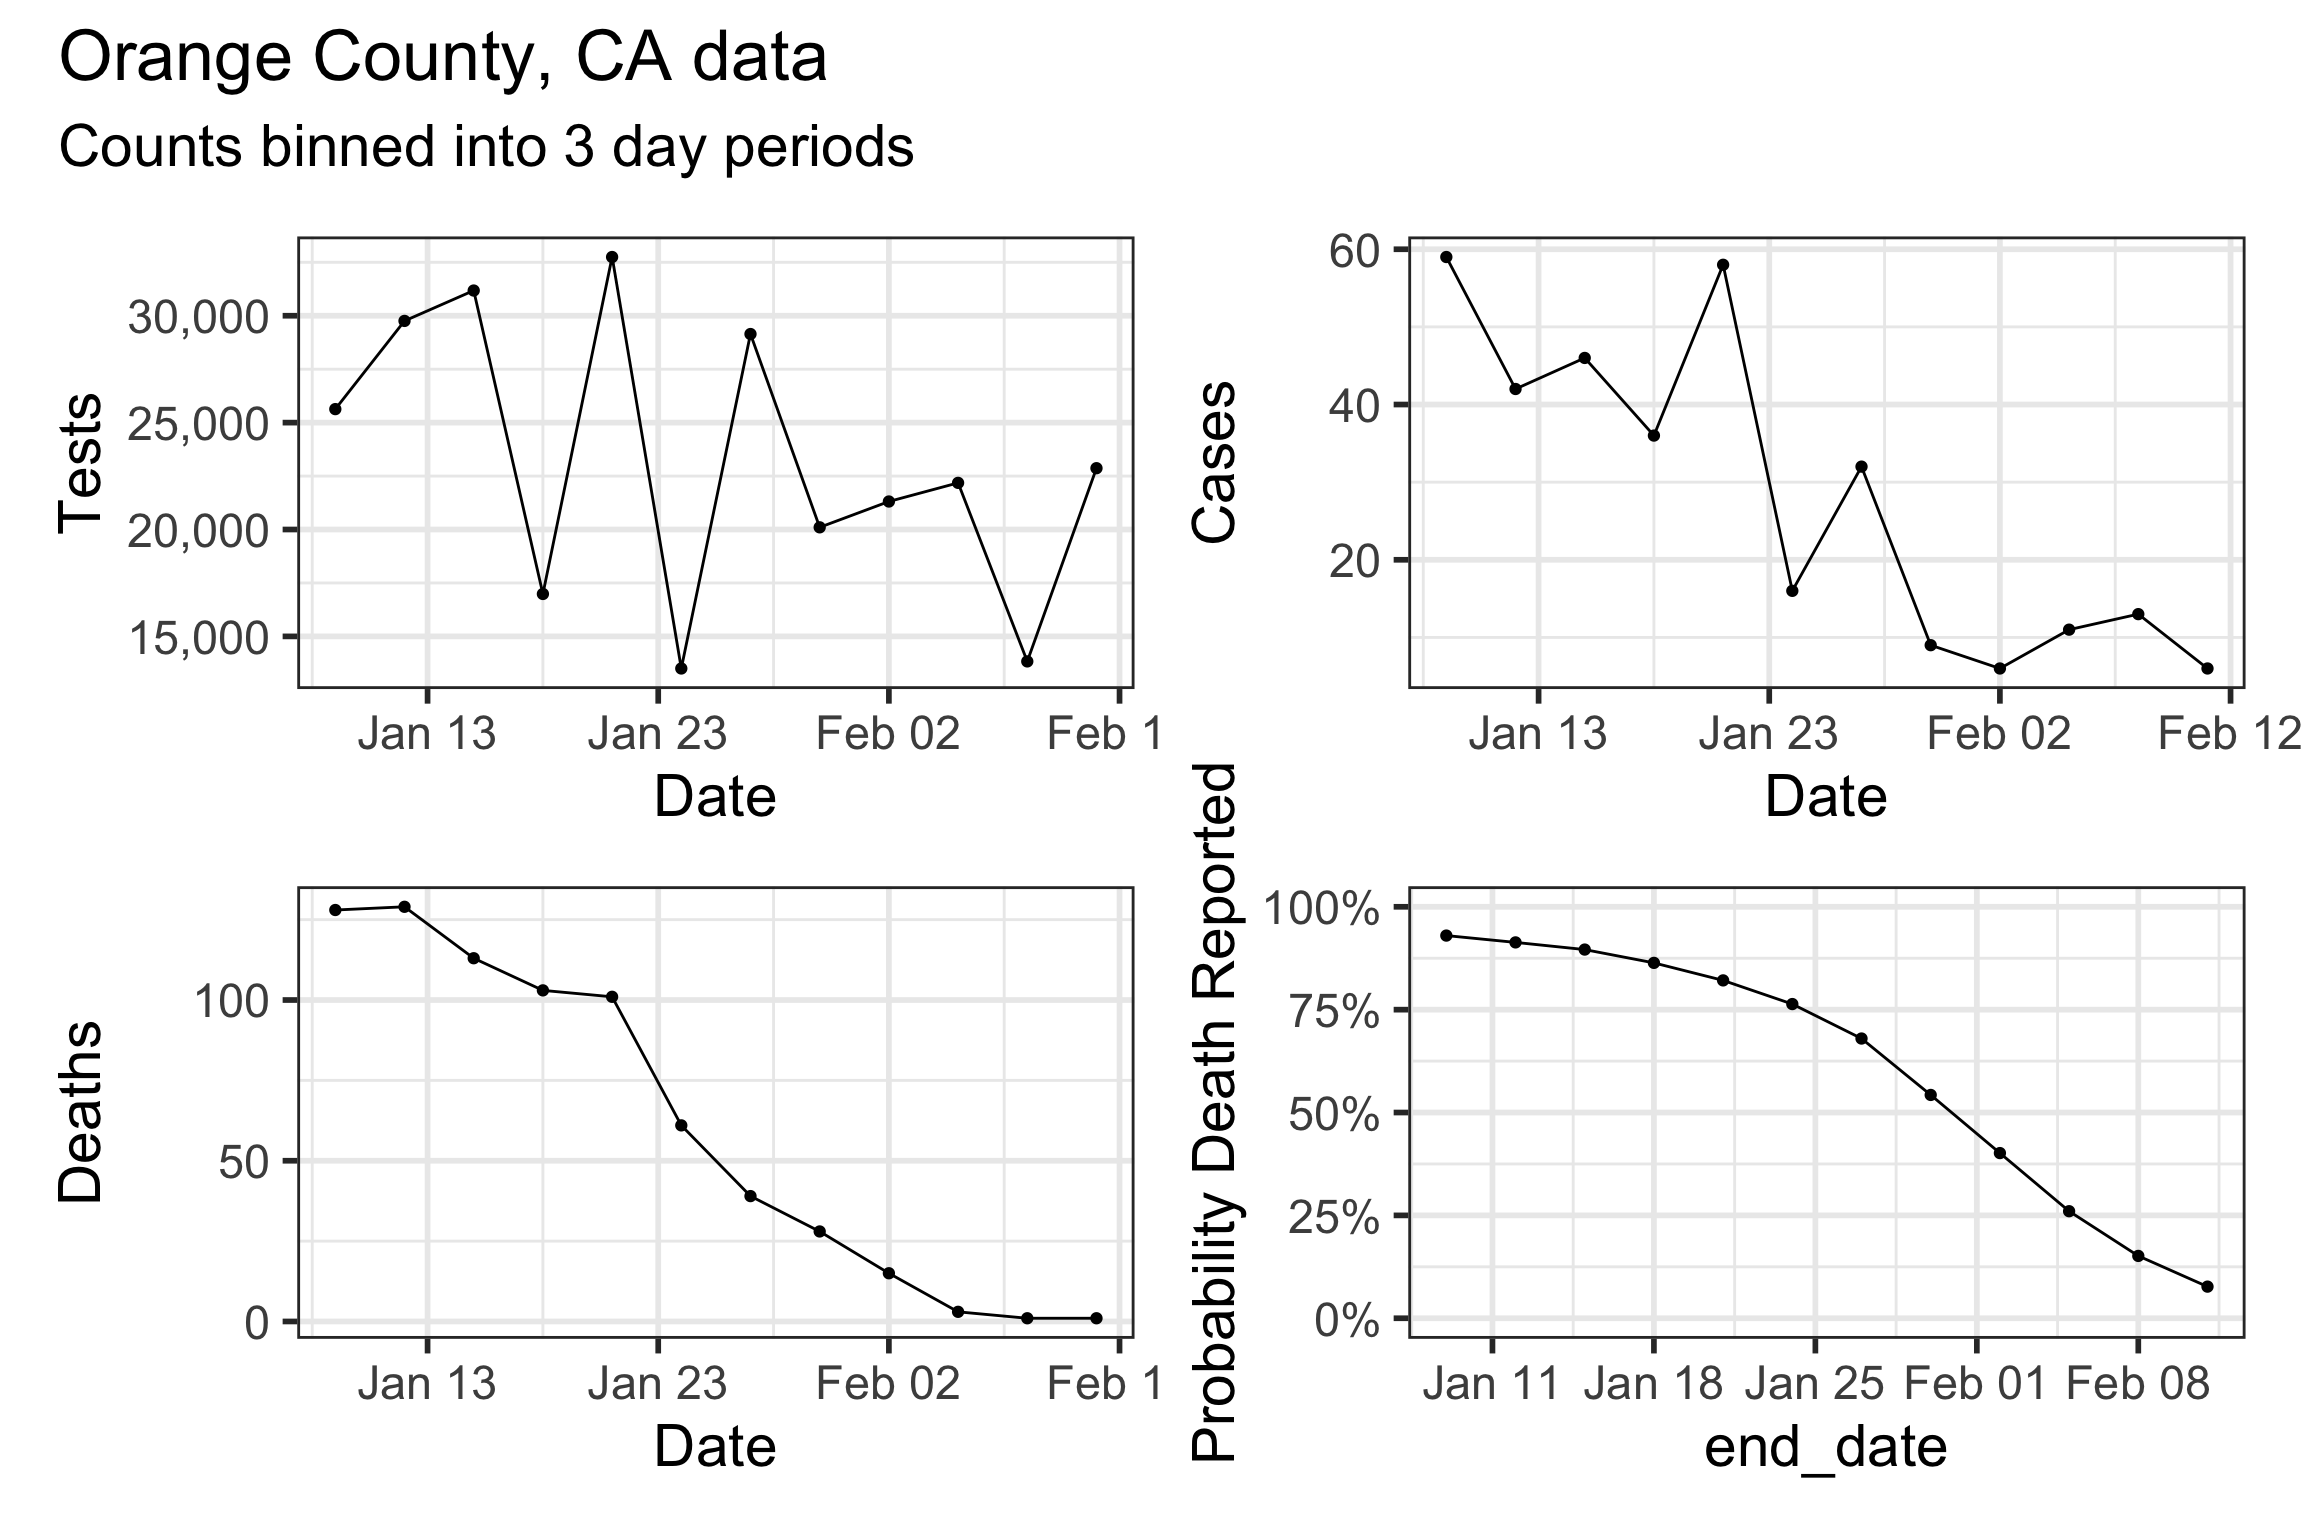 Orange County, CA data
Counts binned into 3 day periods
Tests
30,000
25,000
20,000
15,000
Jan 13 Jan 23 Feb 02 Feb 1
Date
Cases
60
40
20
Jan 13 Jan 23 Feb 02 Feb 12
Date
Deaths
100
50
0
Jan 13 Jan 23 Feb 02 Feb 1
Date
Probability Death Reported
100%
75%
50%
25%
0%
Jan 11 Jan 18 Jan 25 Feb 01 Feb 08
end_date